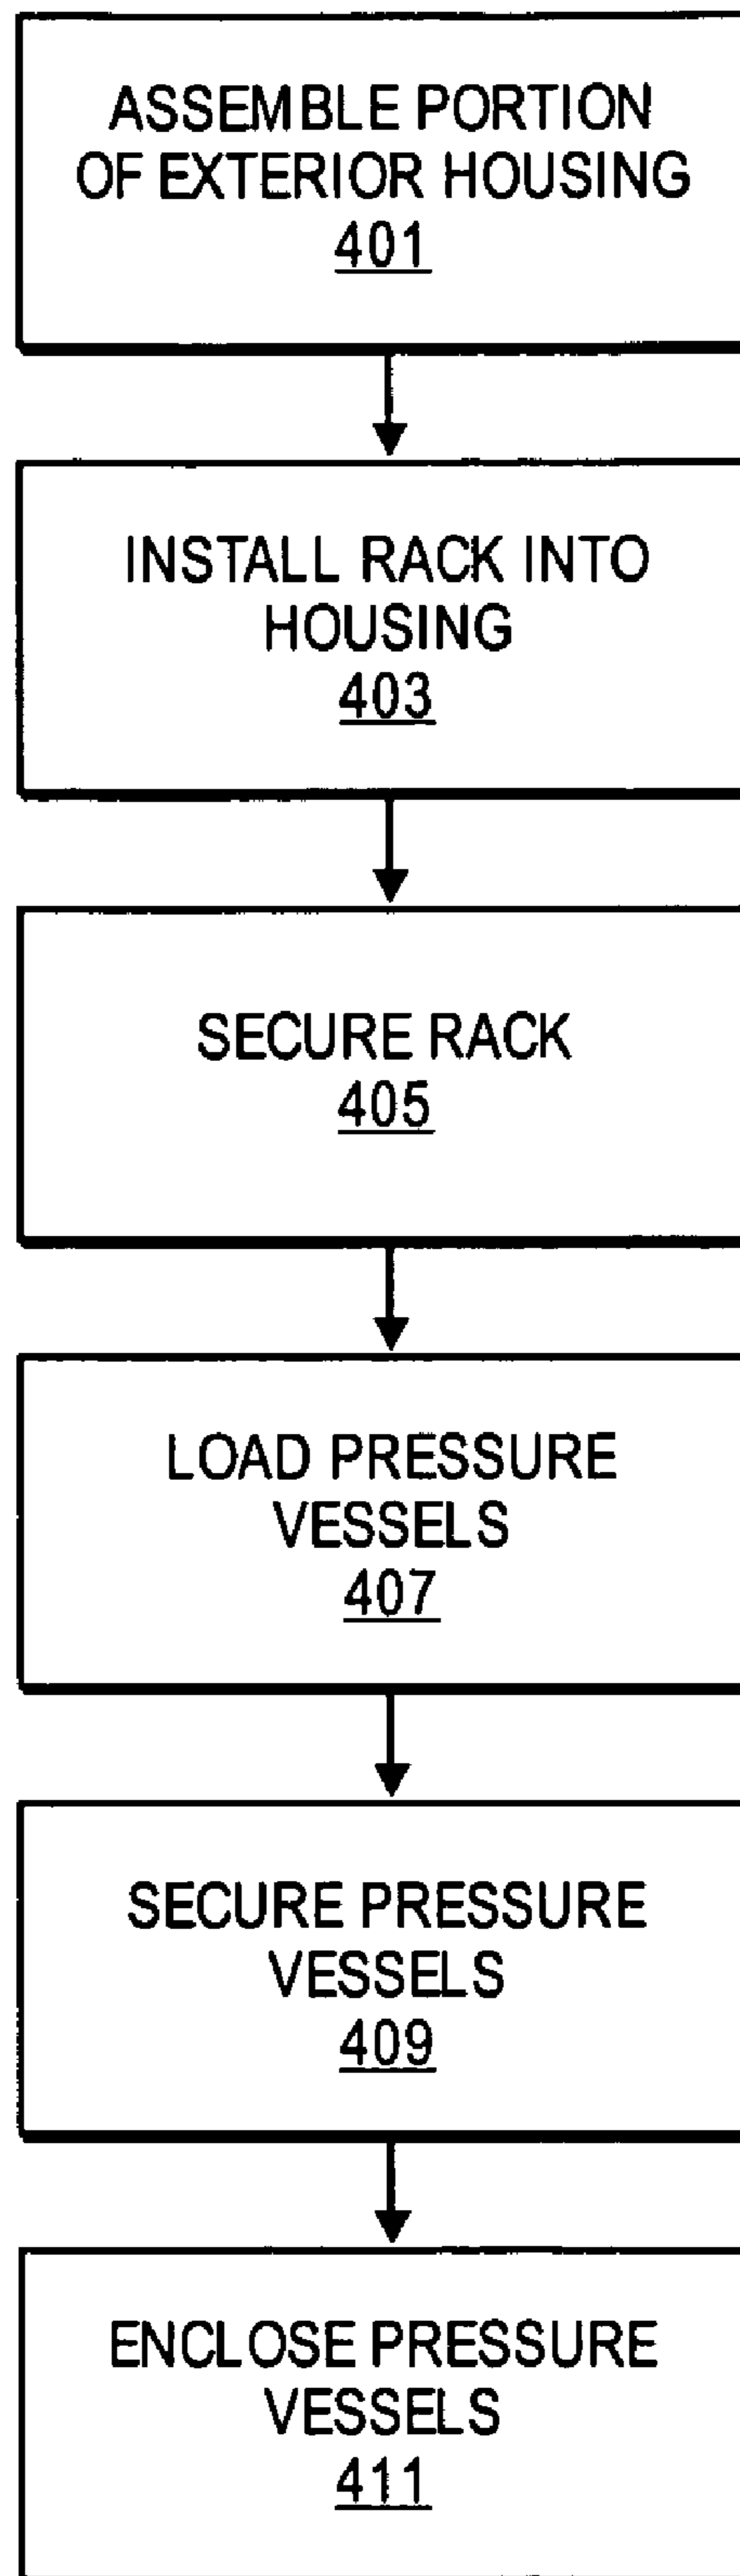 ASSEMBLE PORTION
OF EXTERIOR HOUSING
401
INSTALL RACK INTO
HOUSING
403
SECURE RACK
405
LOAD PRESSURE
VESSELS
407
SECURE PRESSURE
VESSELS
409
ENCLOSE PRESSURE
VESSELS
411